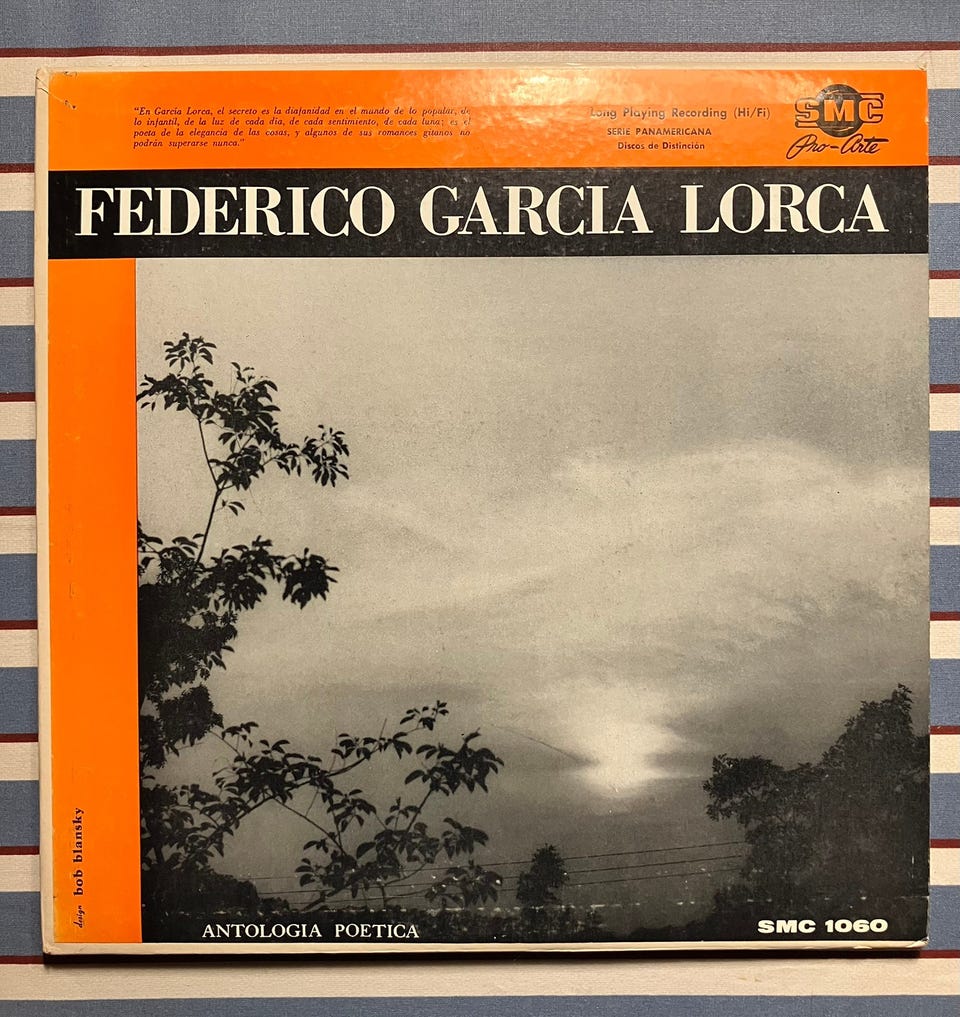 "En García Lorca, el secreto es la diafanidad en el mundo de lo popular, de
lo infantil, de la luz de cada día, de cada sentimiento, de cada luna; es el
poeta de la elegancia de las cosas, y algunos de sus romances gitanos no
podrán superarse nunca."
Long Playing Recording (Hi/Fi)
SERIE PANAMERICANA
Discos de Distinción
SMC
Pro-Arte
FEDERICO GARCIA LORCA
design bob blansky
ANTOLOGIA POETICA
SMC 1060